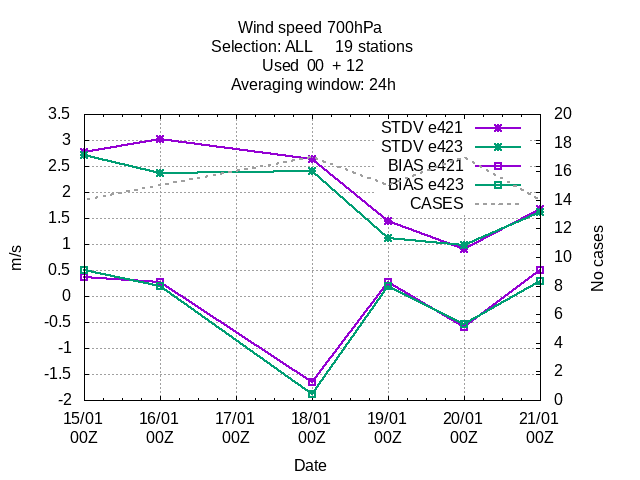 Wind speed 700hPa
Selection: ALL     19 stations
Used  00  + 12
Averaging window: 24h
3.5
3
2.5
2
1.5
1
0.5
0
-0.5
-1
-1.5
-2
m/s
STDV e421
STDV e423
BIAS e421
BIAS e423
CASES
20
18
16
14
12
10
8
6
4
2
0
No cases
15/01 16/01 17/01 18/01 19/01 20/01 21/01
00Z 00Z 00Z 00Z 00Z 00Z 00Z
Date